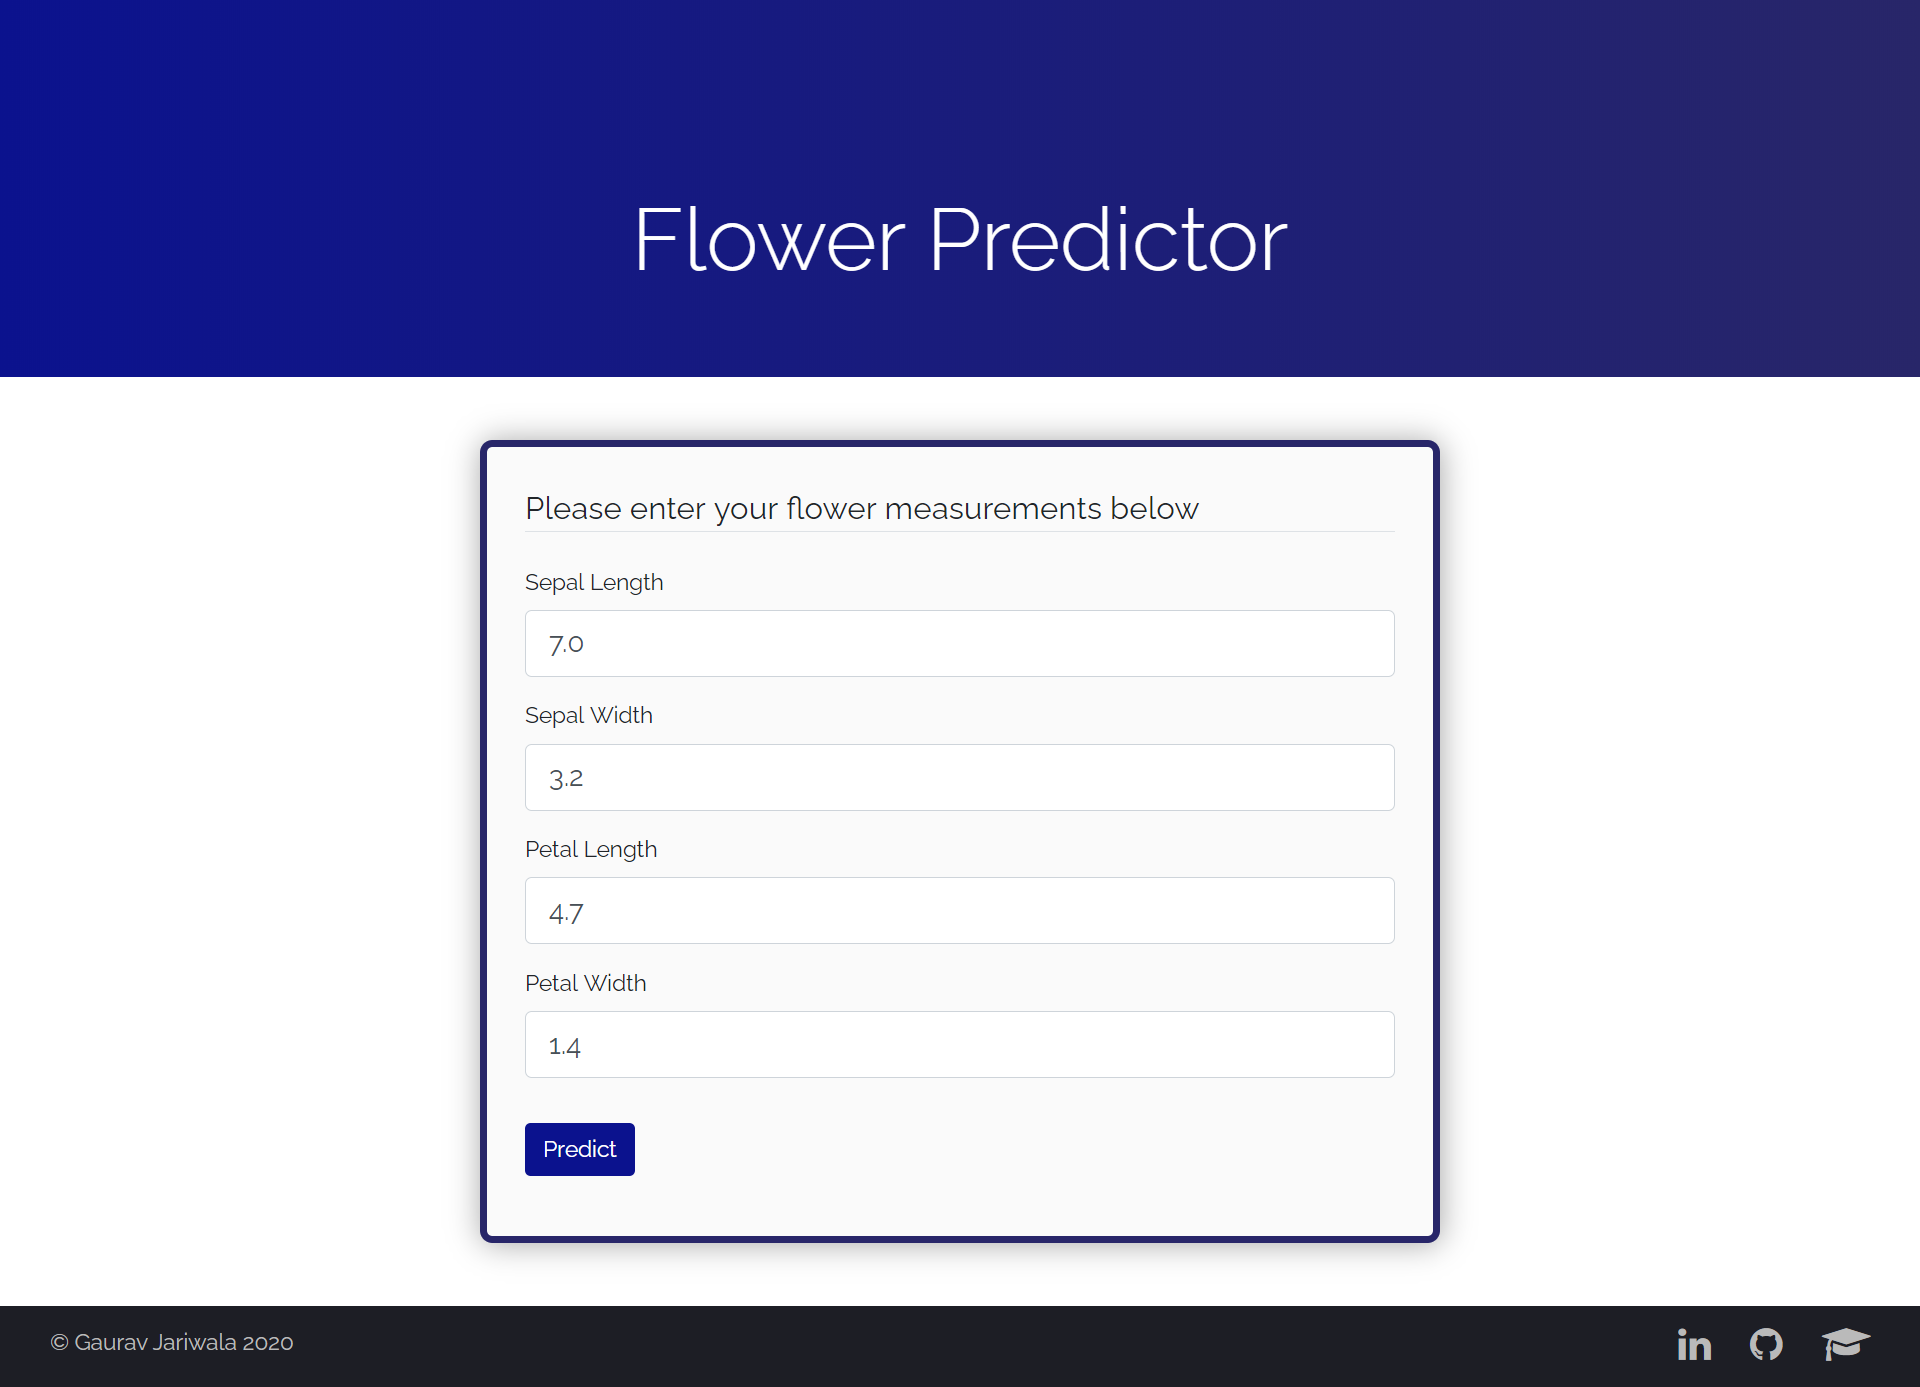 Flower Predictor
Please enter your flower measurements below
Sepal Length
7.0
Sepal Width
3.2
Petal Length
4.7
Petal Width
1.4
Predict
© Gaurav Jariwala 2020
in